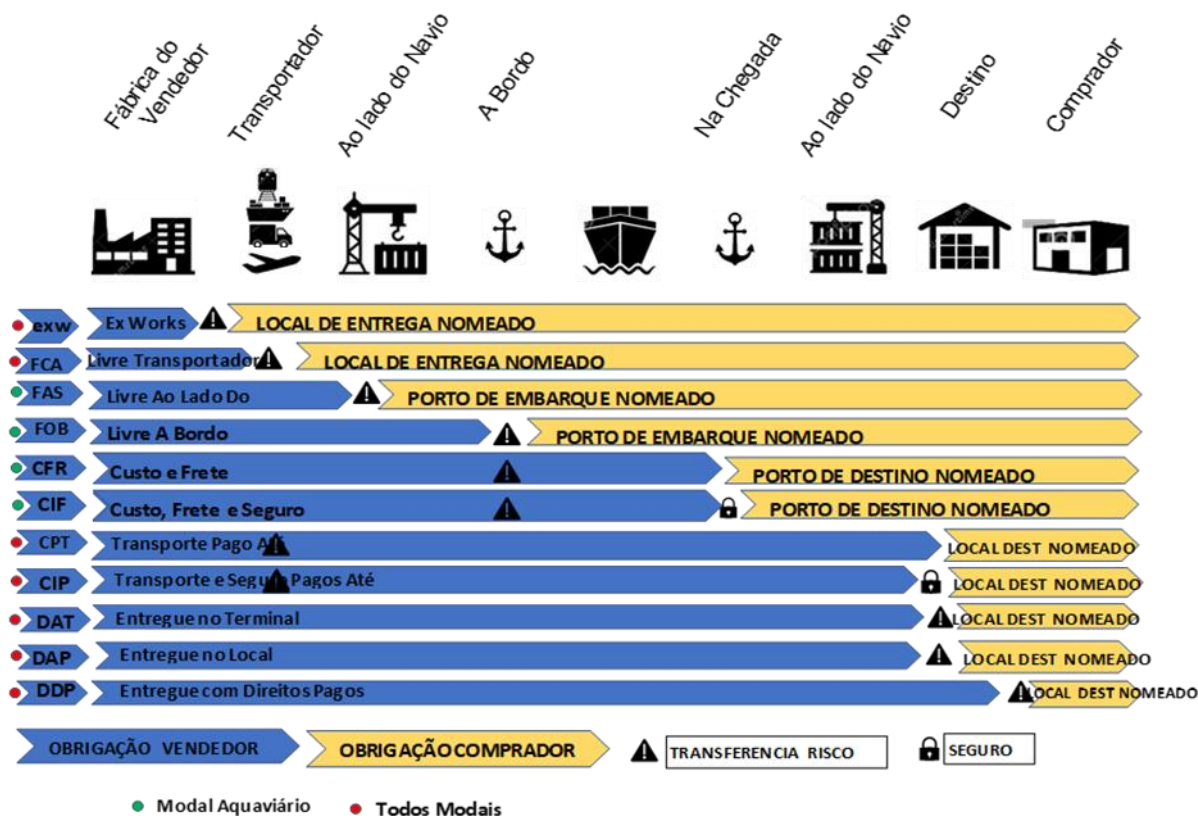 Fábrica do
Vendedor
Transportador
Ao lado do Navio
A Bordo
Na Chegada
Ao lado do Navio
Destino
Comprador
exw Ex Works LOCAL DE ENTREGA NOMEADO
FCA Livre Transportador LOCAL DE ENTREGA NOMEADO
FAS Livre Ao Lado Do PORTO DE EMBARQUE NOMEADO
FOB Livre A Bordo PORTO DE EMBARQUE NOMEADO
CFR Custo e Frete PORTO DE DESTINO NOMEADO
CIF Custo, Frete e Seguro PORTO DE DESTINO NOMEADO
CPT Transporte Pago Até LOCAL DEST NOMEADO
CIP Transporte e Seguro Pagos Até LOCAL DEST NOMEADO
DAT Entregue no Terminal LOCAL DEST NOMEADO
DAP Entregue no Local LOCAL DEST NOMEADO
DDP Entregue com Direitos Pagos LOCAL DEST NOMEADO
OBRIGAÇÃO VENDEDOR OBRIGAÇÃO COMPRADOR TRANSFERENCIA RISCO SEGURO
Modal Aquaviário Todos Modais